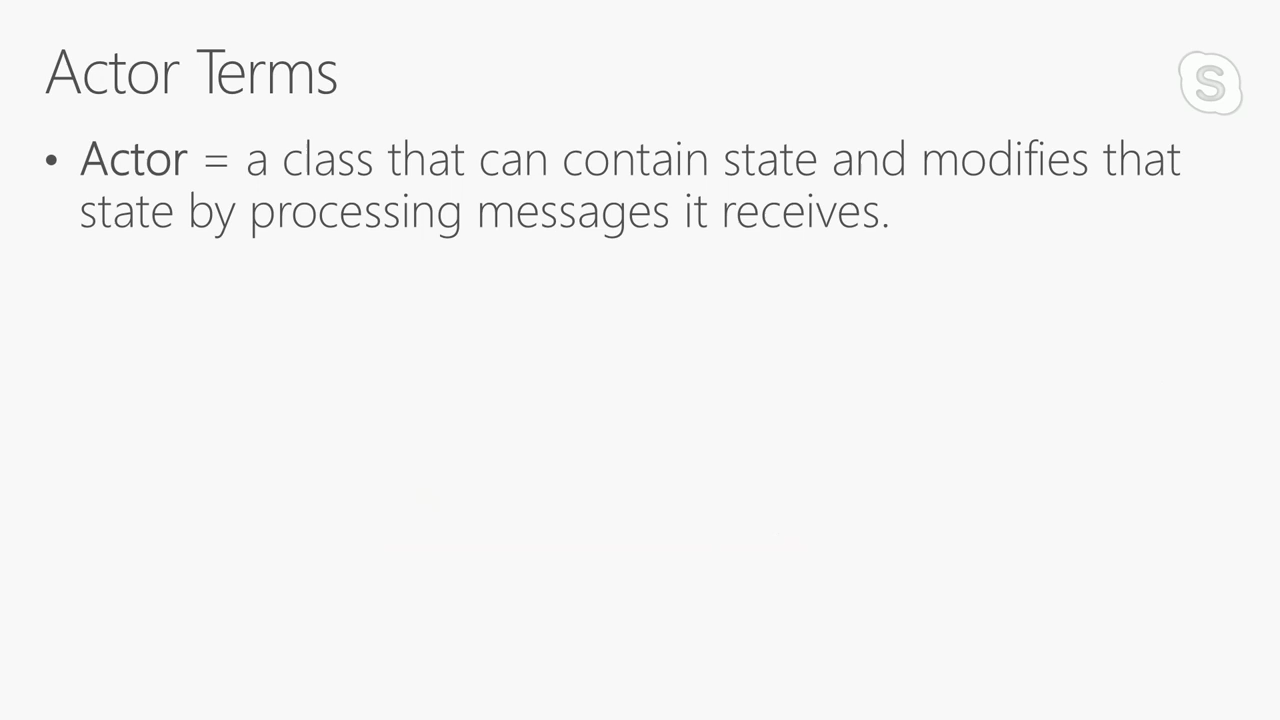 Actor Terms
S
• Actor = a class that can contain state and modifies that
state by processing messages it receives.